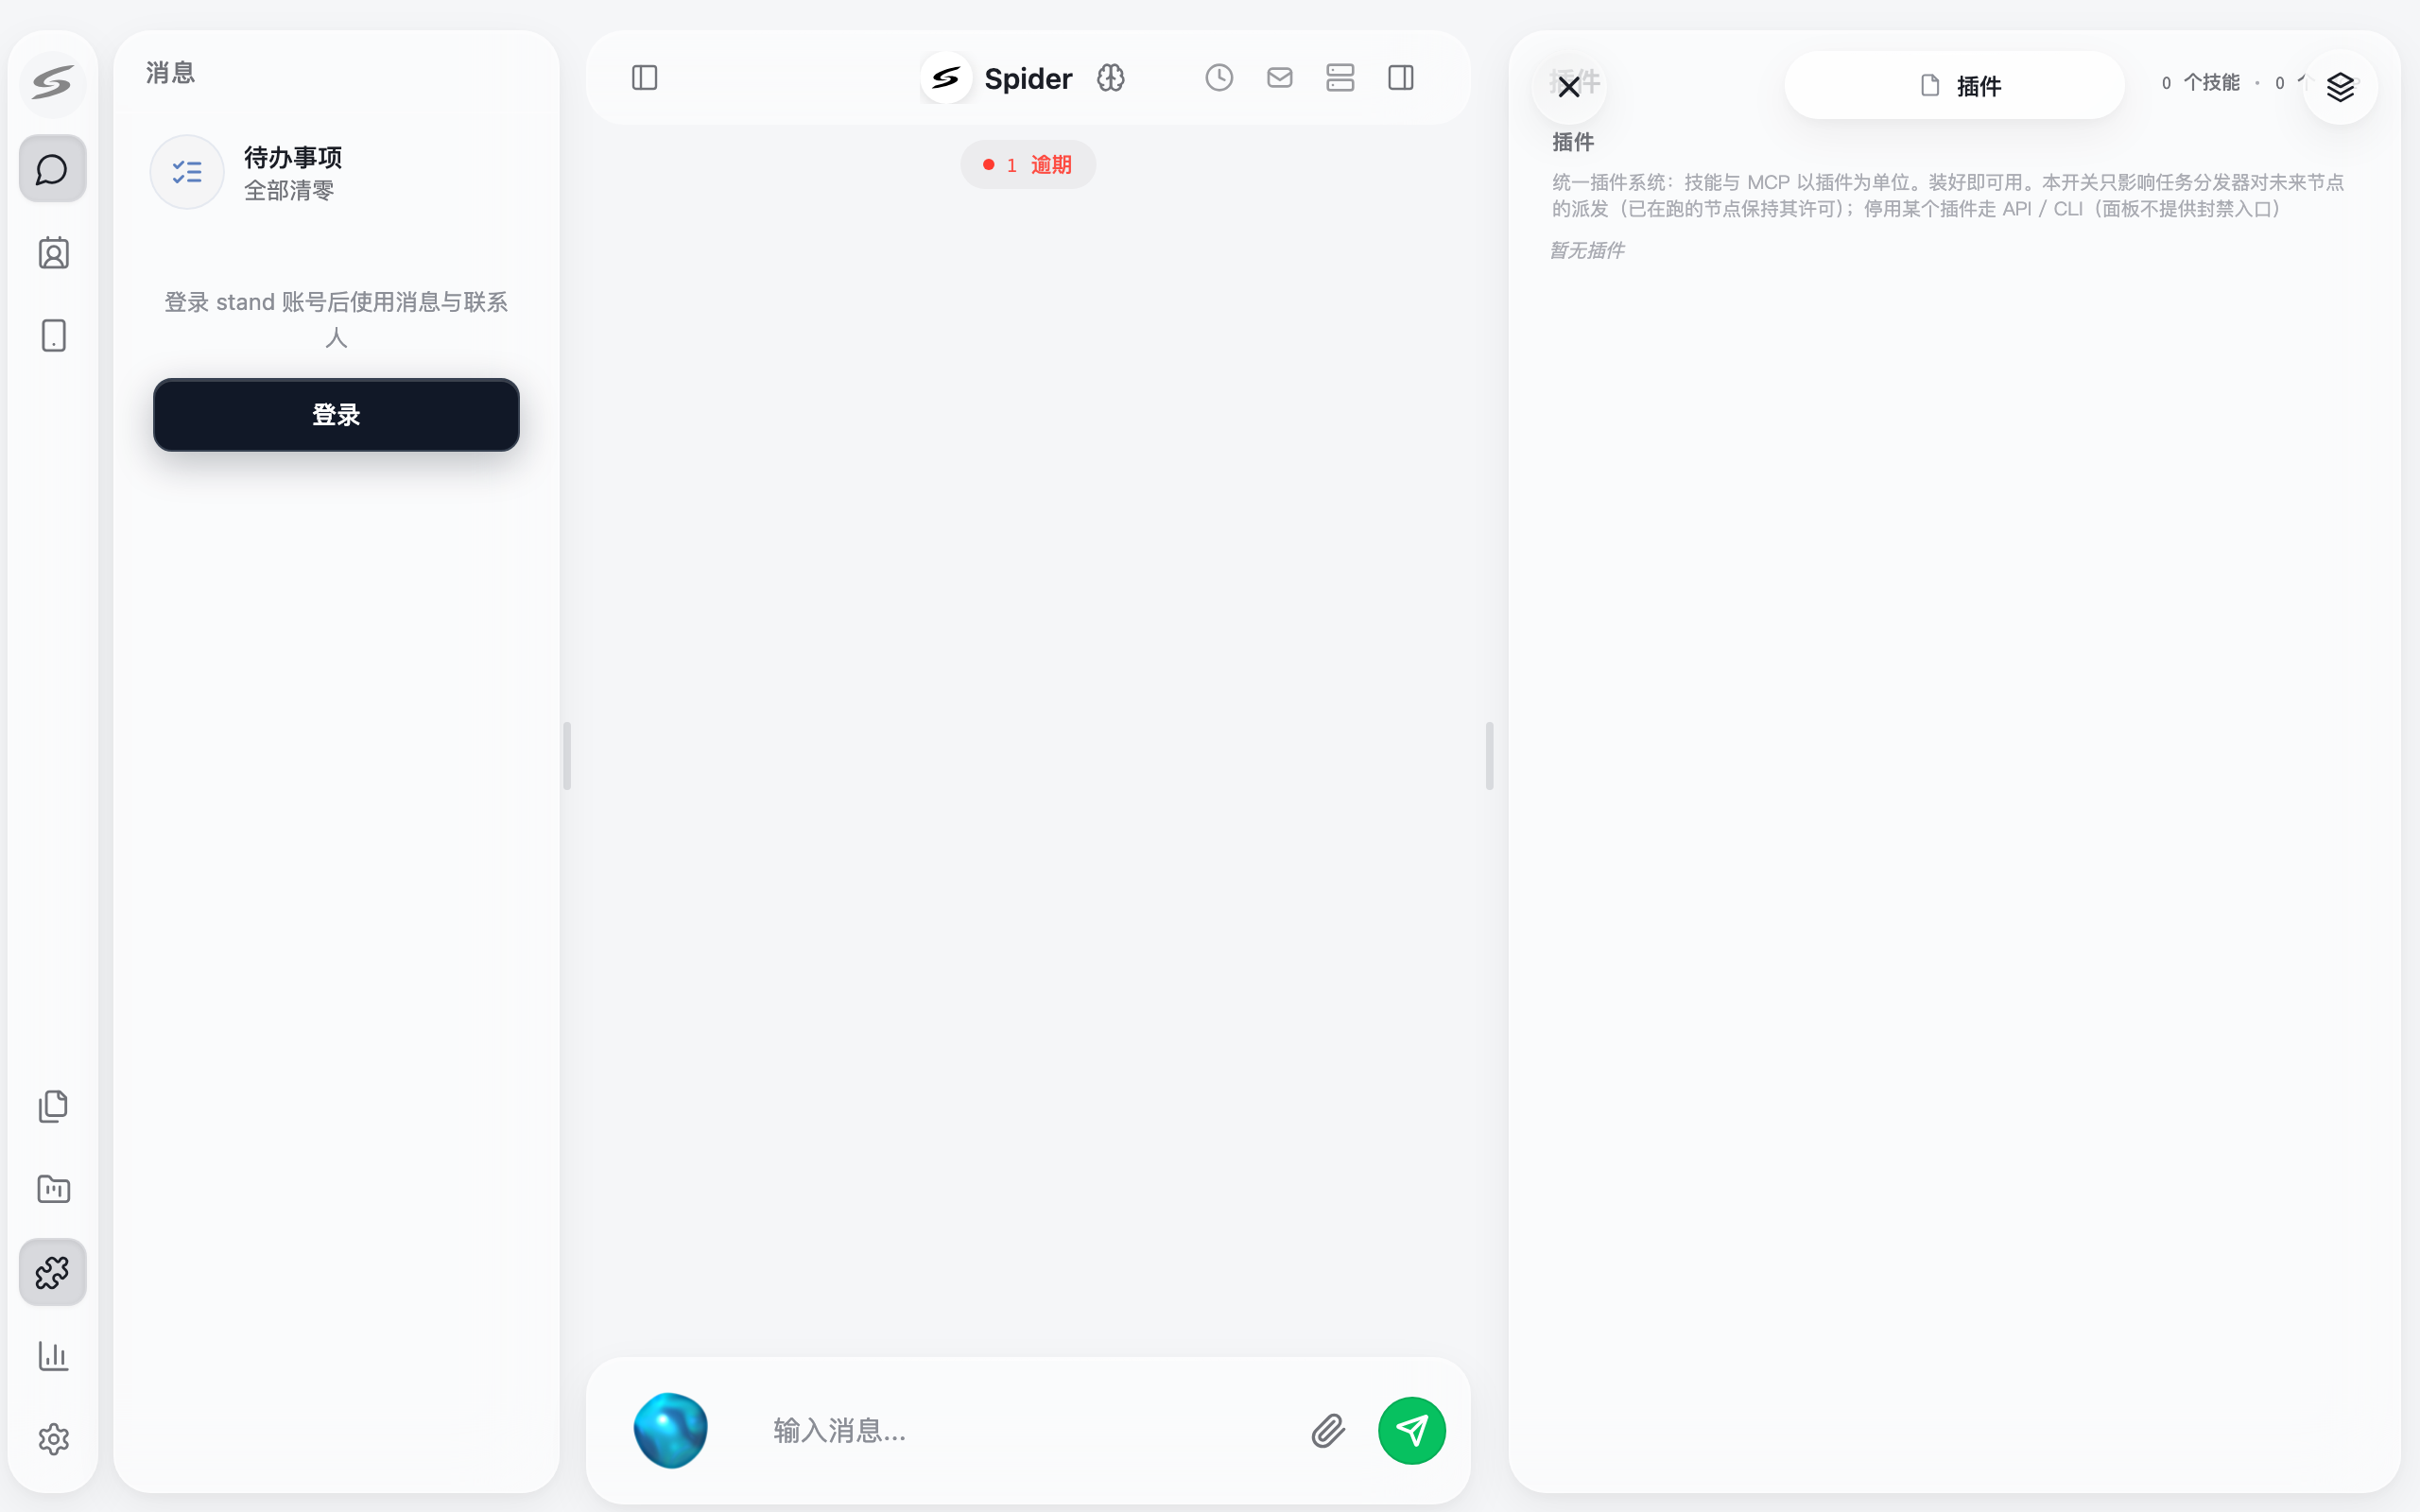 消息
待办事项
全部清零
登录 stand 账号后使用消息与联系
人
登录
Spider
1 逾期
输入消息...
插件
插件
0 个技能 · 0 个
插件
统一插件系统：技能与 MCP 以插件为单位。装好即可用。本开关只影响任务分发器对未来节点
的派发（已在跑的节点保持其许可）；停用某个插件走 API / CLI（面板不提供封禁入口）
暂无插件